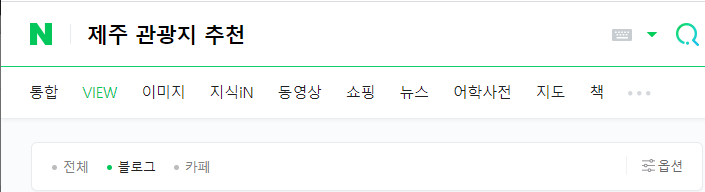 N 제주 관광지 추천
통합 VIEW 이미지 지식iN 동영상 쇼핑 뉴스 어학사전 지도 책
전체 블로그 카페 옵션